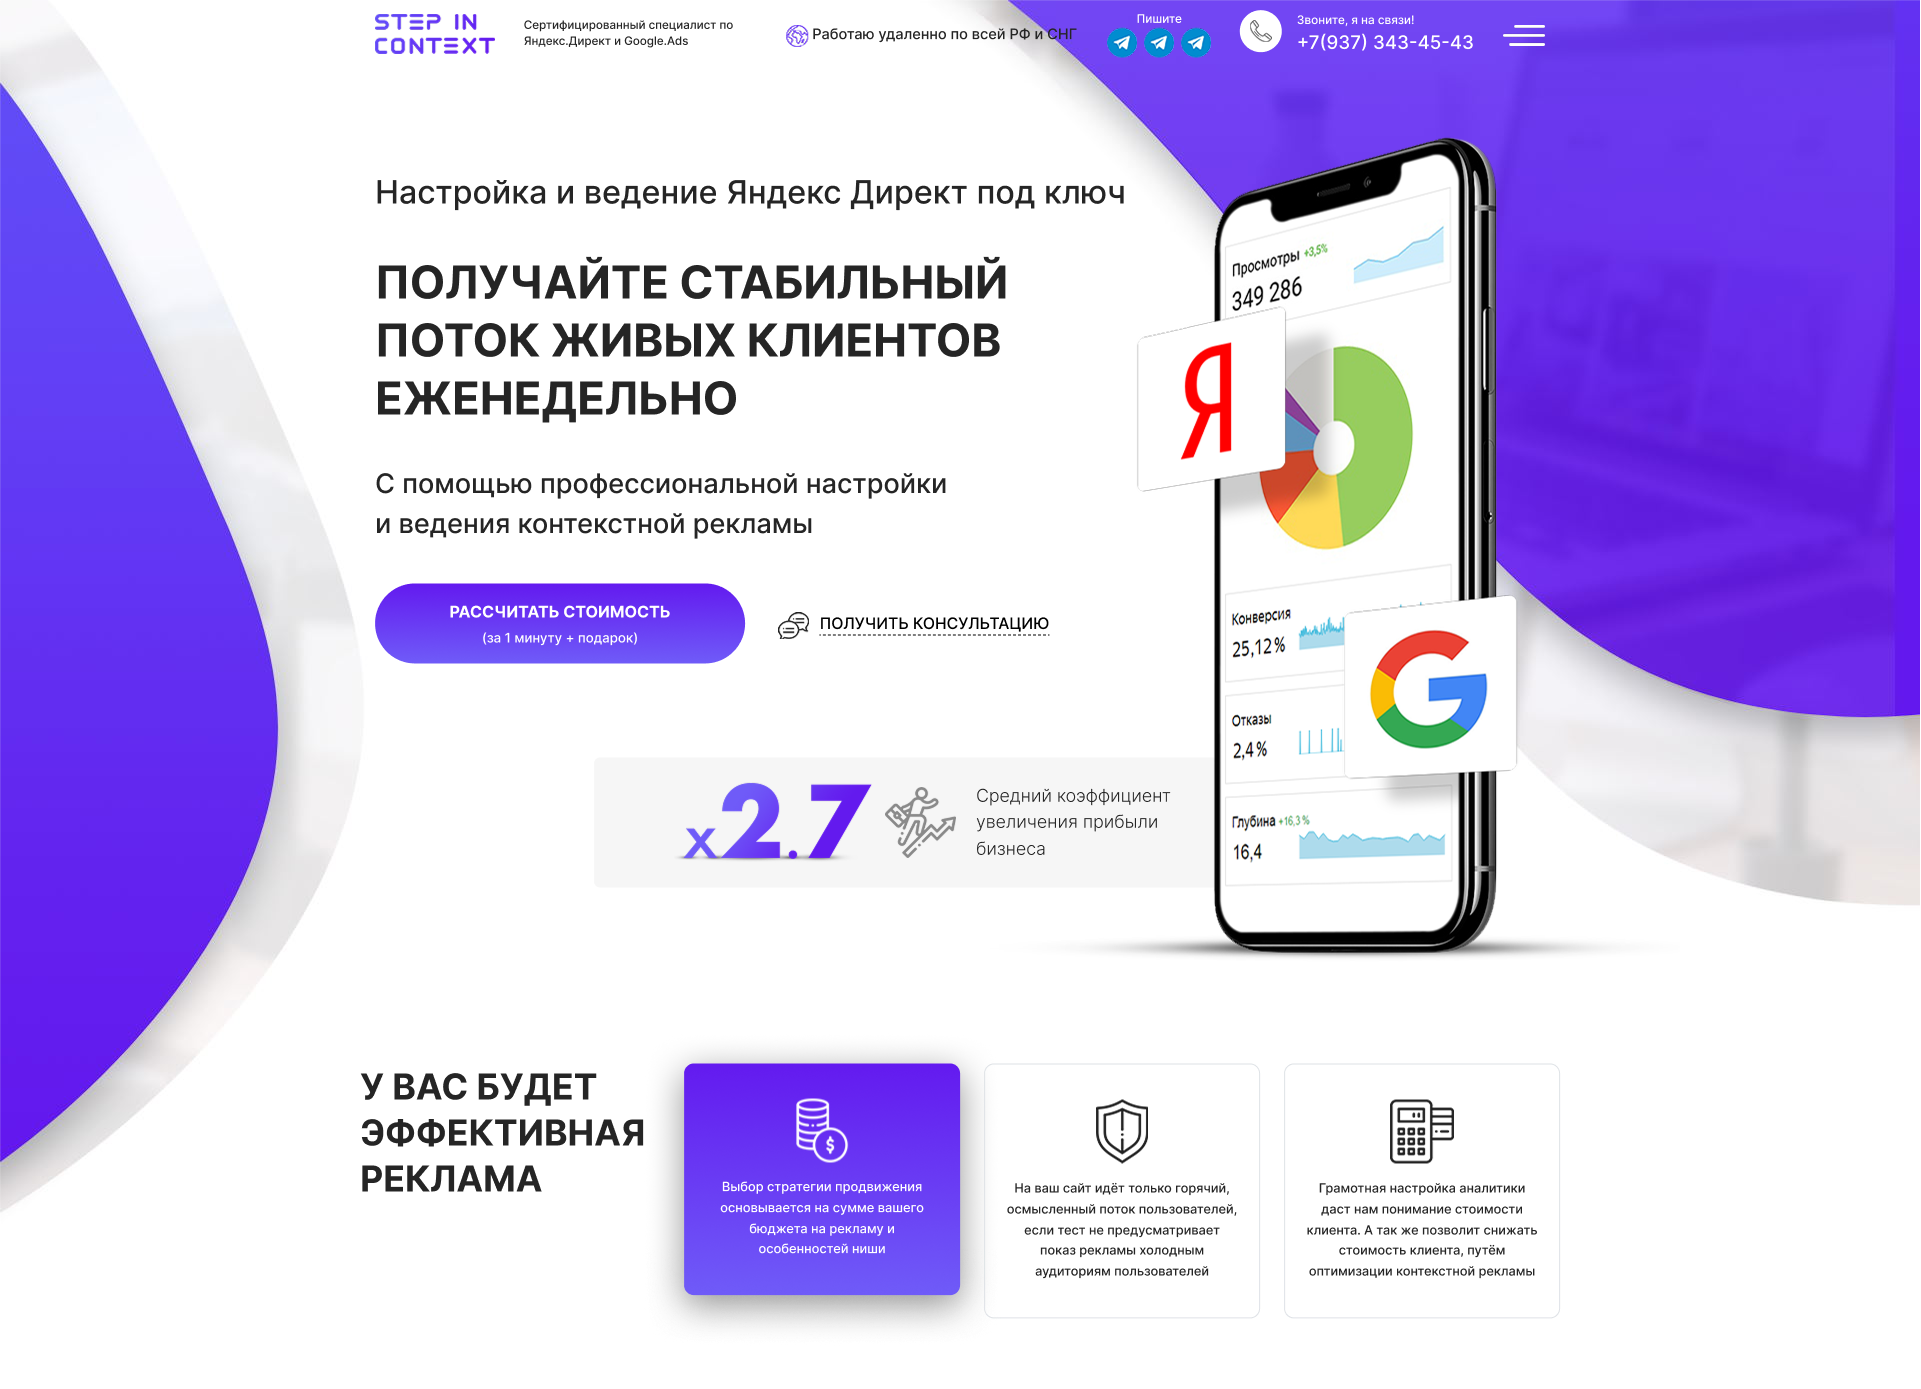 STEP IN
CONTEXT
Сертифицированный специалист по
Яндекс.Директ и Google.Ads
Работаю удаленно по всей РФ и СНГ
Пишите
Звоните, я на связи!
+7(937) 343-45-43
Настройка и ведение Яндекс Директ под ключ
ПОЛУЧАЙТЕ СТАБИЛЬНЫЙ
ПОТОК ЖИВЫХ КЛИЕНТОВ
ЕЖЕНЕДЕЛЬНО
С помощью профессиональной настройки
и ведения контекстной рекламы
РАССЧИТАТЬ СТОИМОСТЬ
(за 1 минуту + подарок)
ПОЛУЧИТЬ КОНСУЛЬТАЦИЮ
x2.7
Средний коэффициент
увеличения прибыли
бизнеса
Просмотры +3,5%
349 286
Я
Конверсия
25,12 %
G
Отказы
2,4 %
Глубина +16,3 %
16,4
У ВАС БУДЕТ
ЭФФЕКТИВНАЯ
РЕКЛАМА
Выбор стратегии продвижения
основывается на сумме вашего
бюджета на рекламу и
особенностей ниши
На ваш сайт идёт только горячий,
осмысленный поток пользователей,
если тест не предусматривает
показ рекламы холодным
аудиториям пользователей
Грамотная настройка аналитики
даст нам понимание стоимости
клиента. А так же позволит снижать
стоимость клиента, путём
оптимизации контекстной рекламы